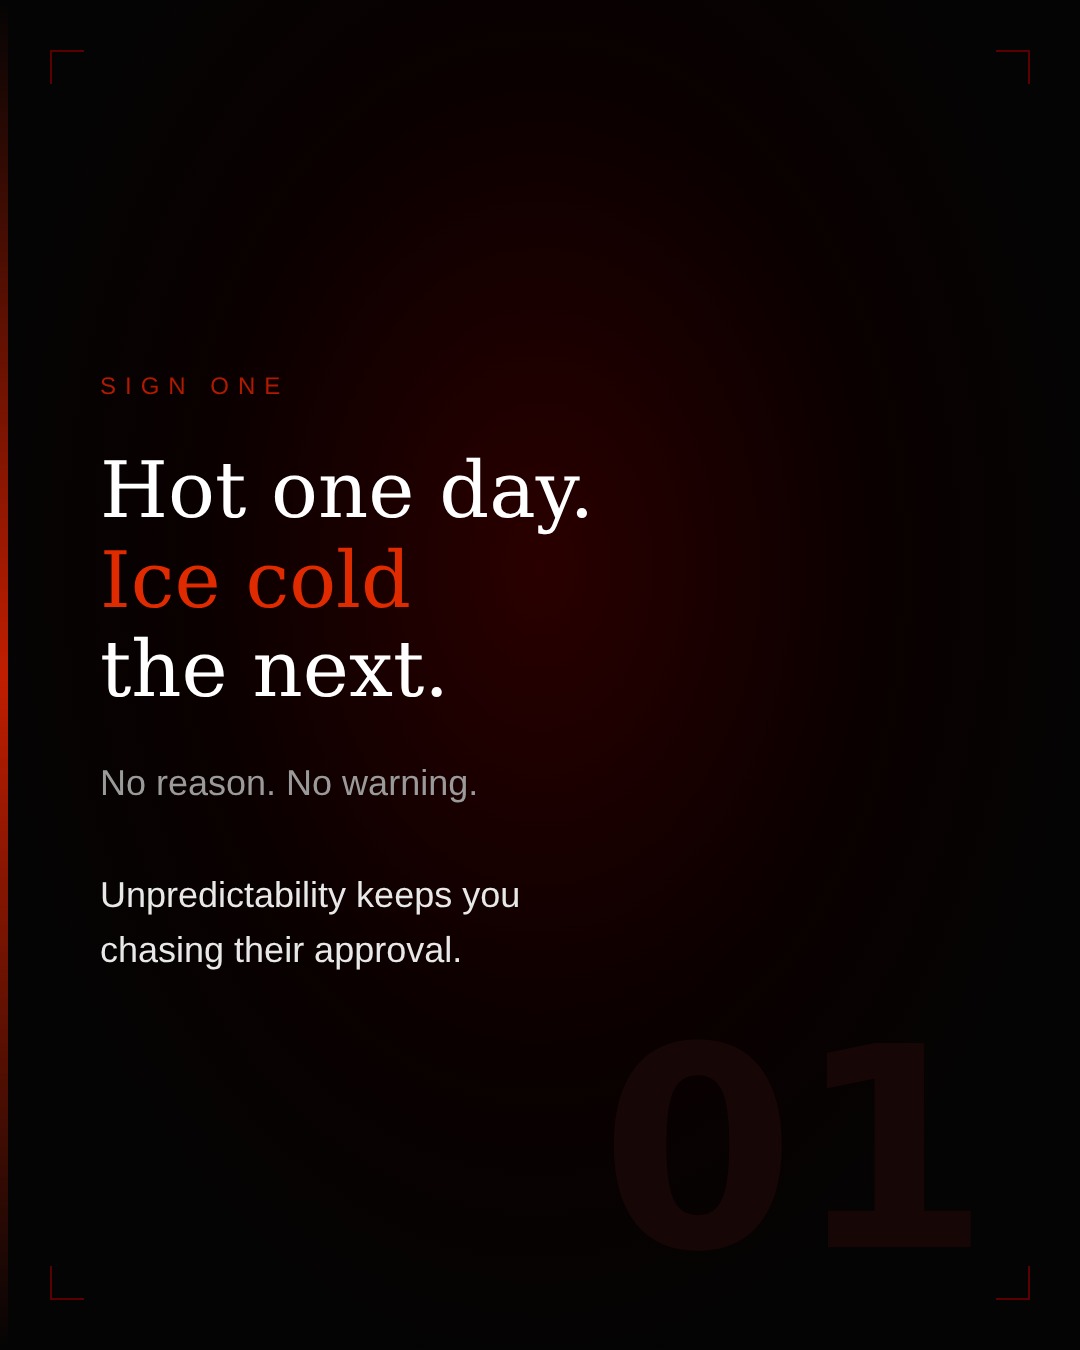 SIGN ONE
Hot one day.
Ice cold
the next.
No reason. No warning.
Unpredictability keeps you
chasing their approval.
01